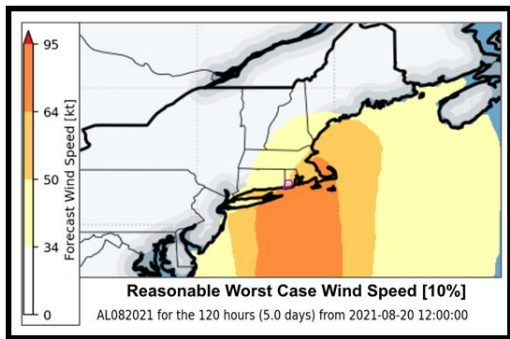 95
64
50
34
0
Forecast Wind Speed [kt]
Reasonable Worst Case Wind Speed [10%]
AL082021 for the 120 hours (5.0 days) from 2021-08-20 12:00:00